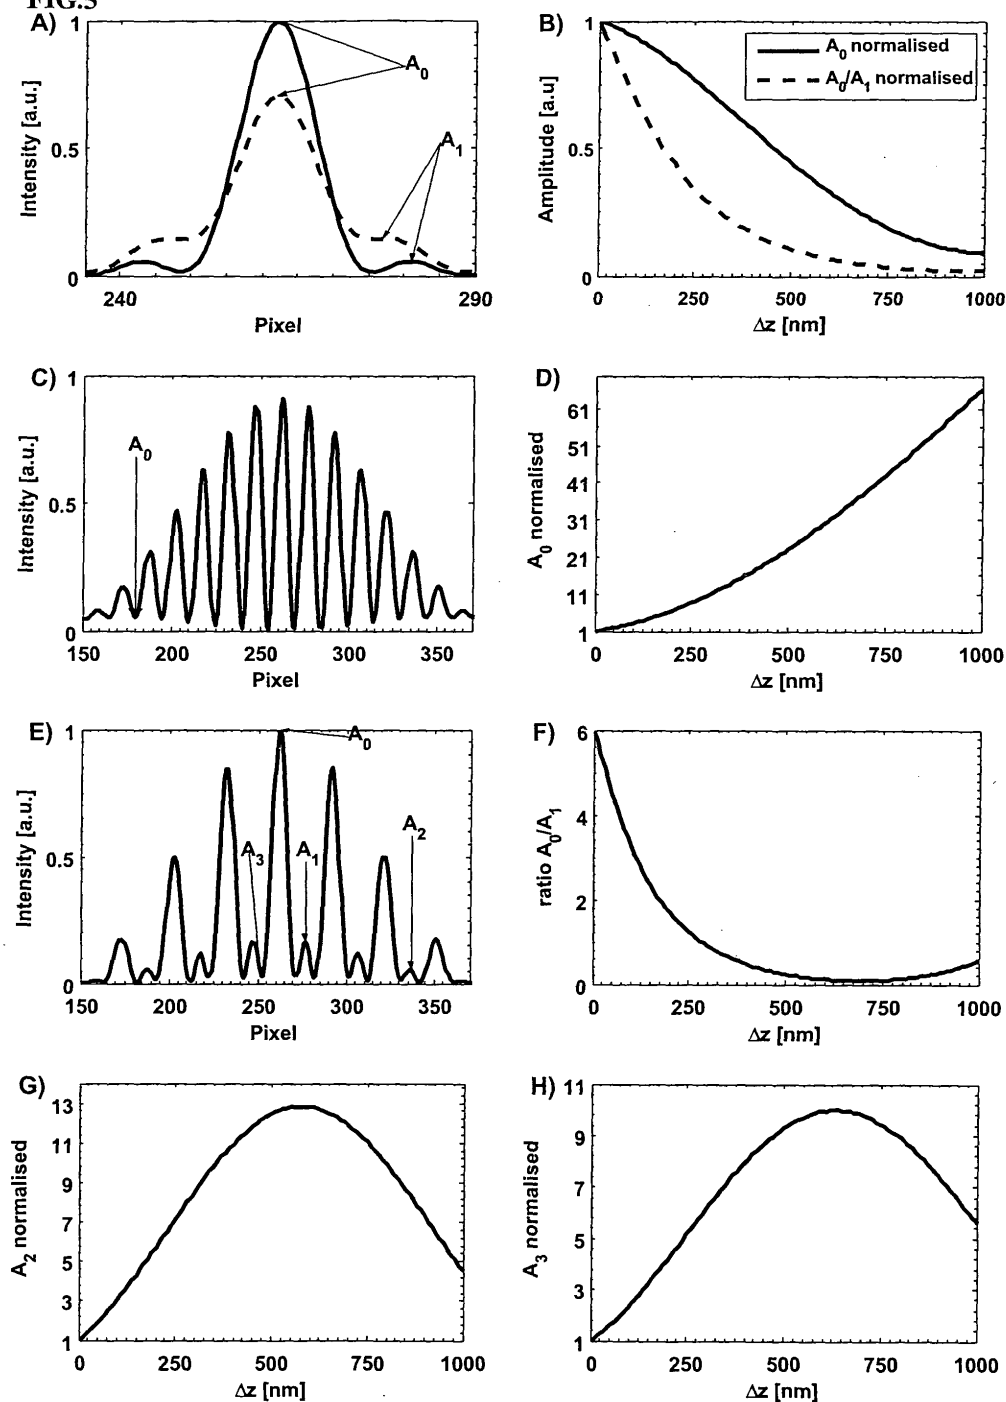 FIG.5
A)
1
0.5
0
Intensity [a.u.]
A0
A1
240
290
Pixel
B)
1
0.5
0
Amplitude [a.u]
A0 normalised
A0/A1 normalised
0
250
500
750
1000
Δz [nm]
C)
1
0.5
0
Intensity [a.u.]
A0
150
200
250
300
350
Pixel
D)
61
51
41
31
21
11
1
A0 normalised
0
250
500
750
1000
Δz [nm]
E)
1
0.5
0
Intensity [a.u.]
A0
A3
A1
A2
150
200
250
300
350
Pixel
F)
6
4
2
0
ratio A0/A1
0
250
500
750
1000
Δz [nm]
G)
13
11
9
7
5
3
1
A2 normalised
0
250
500
750
1000
Δz [nm]
H)
11
9
7
5
3
1
A3 normalised
0
250
500
750
1000
Δz [nm]